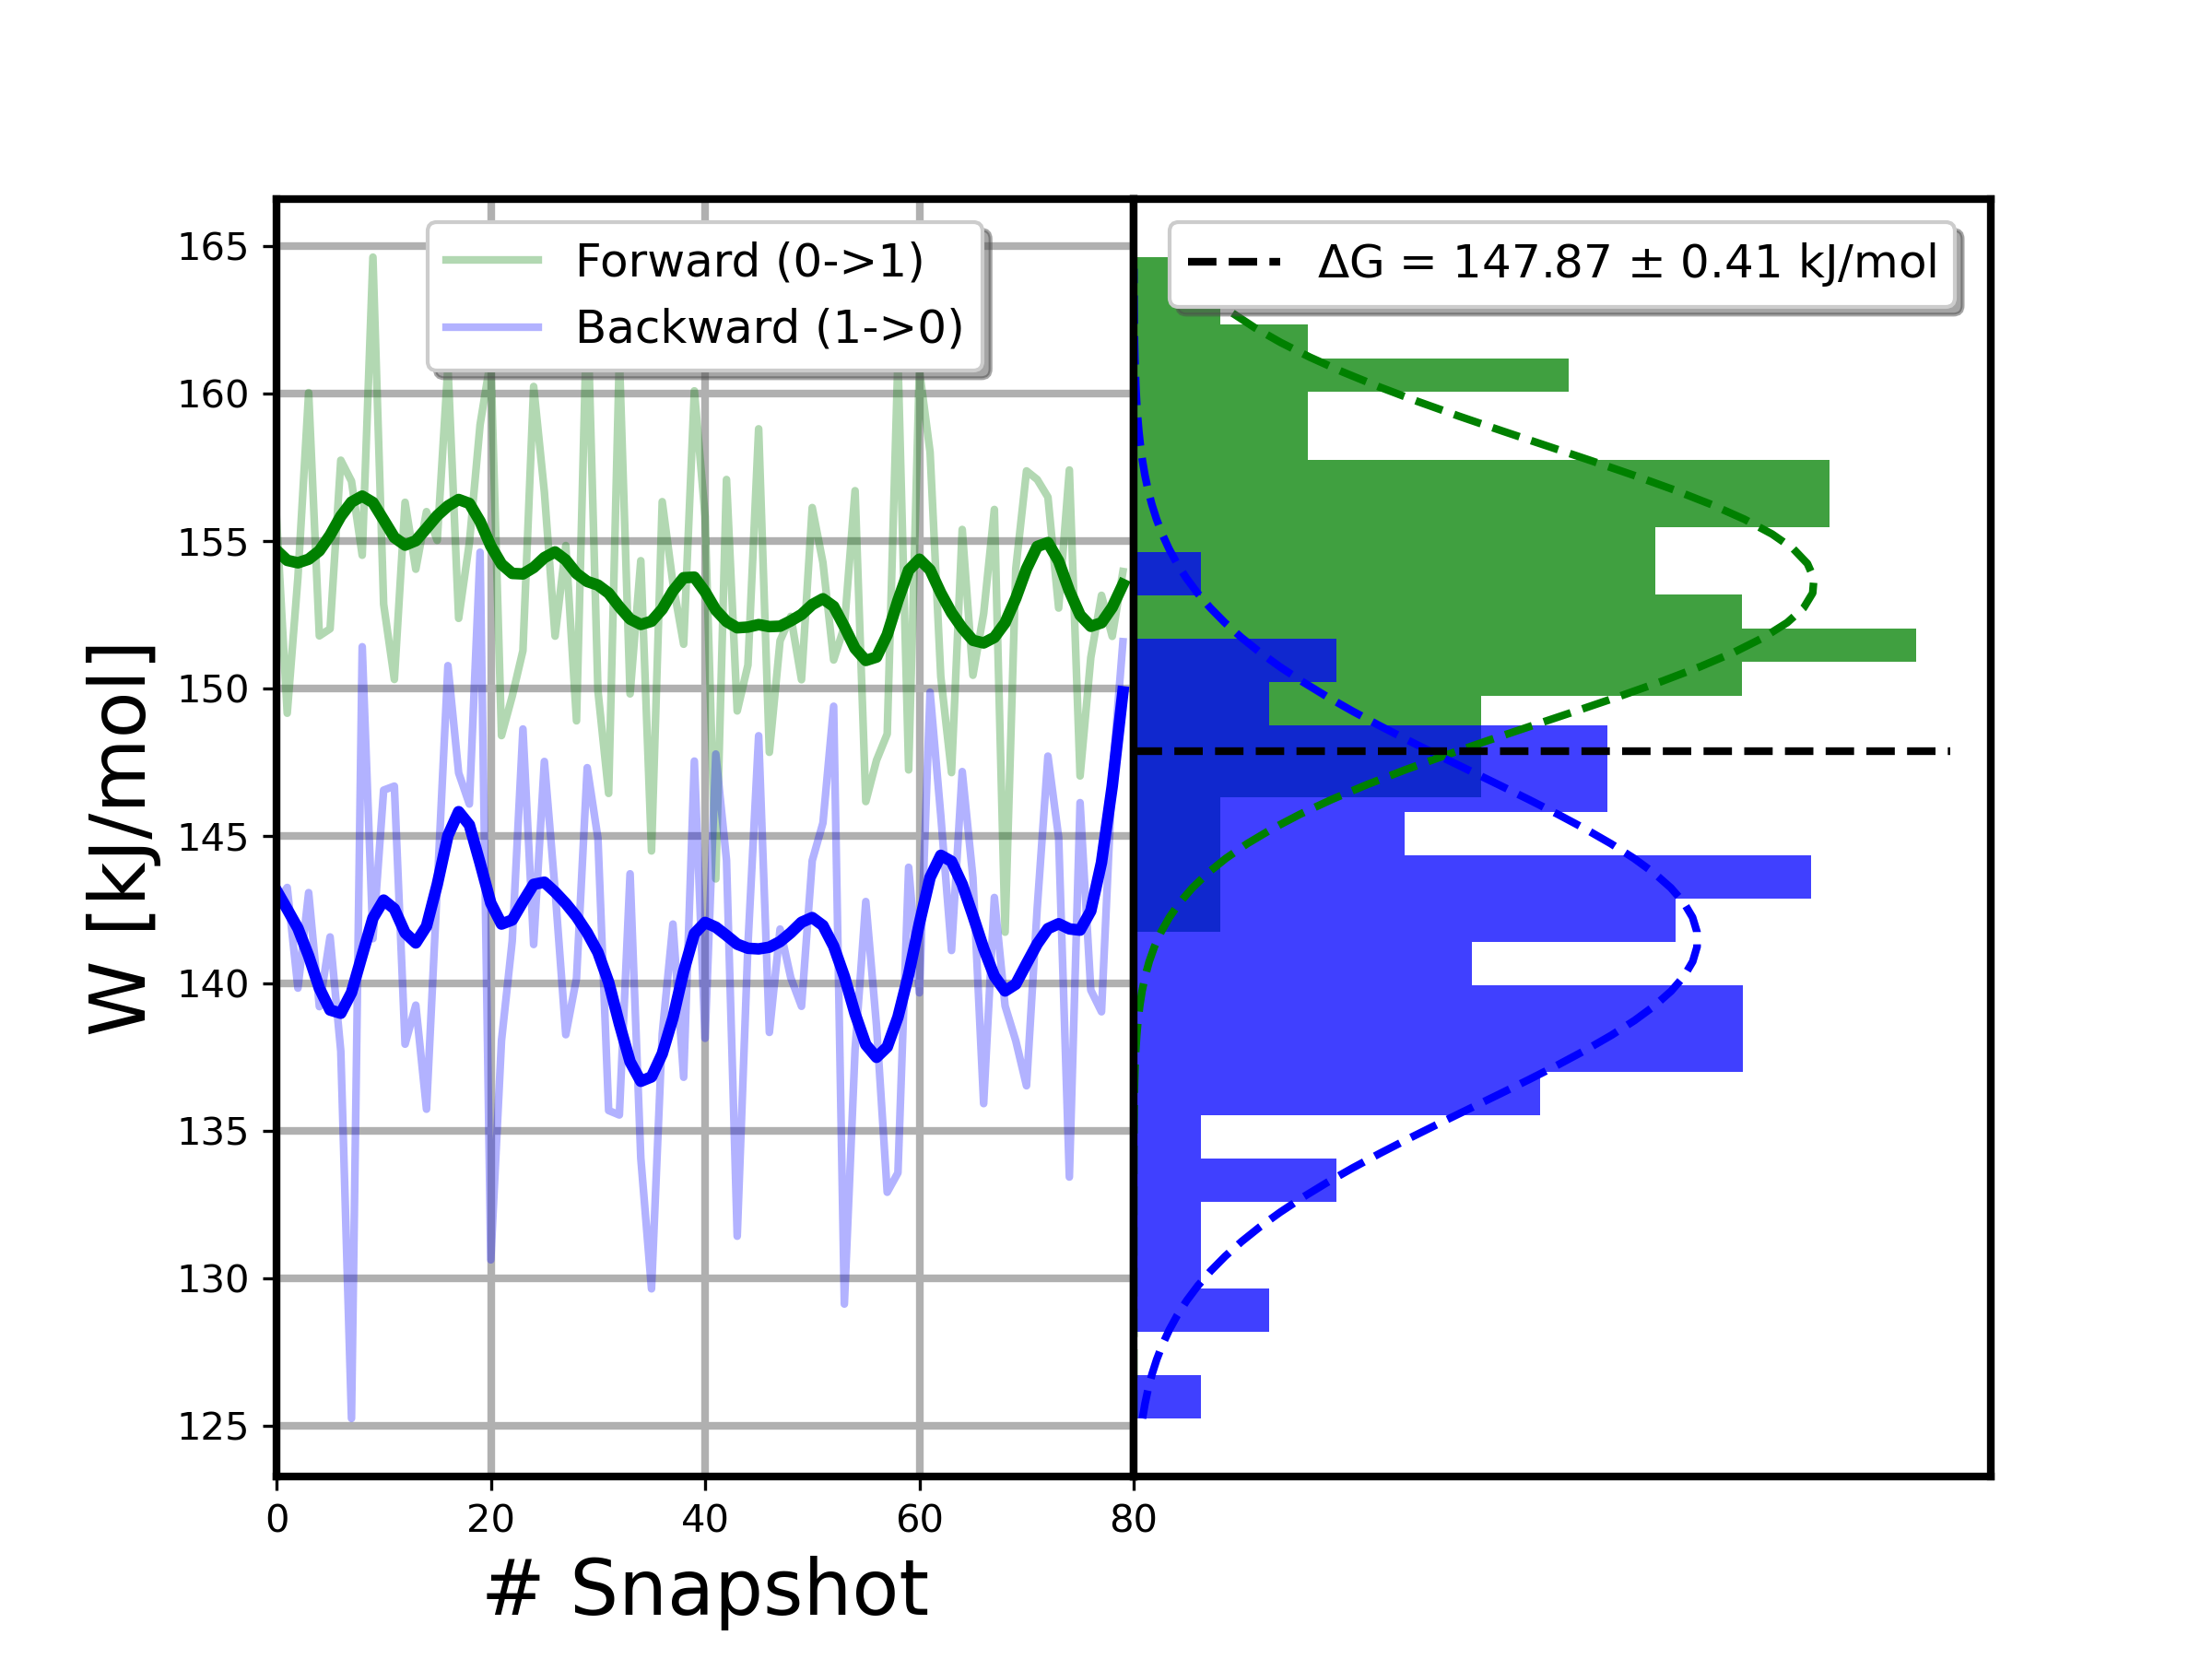 Forward (0->1)
Backward (1->0)
ΔG = 147.87 ± 0.41 kJ/mol
W [kJ/mol]
165
160
155
150
145
140
135
130
125
0
20
40
60
80
# Snapshot